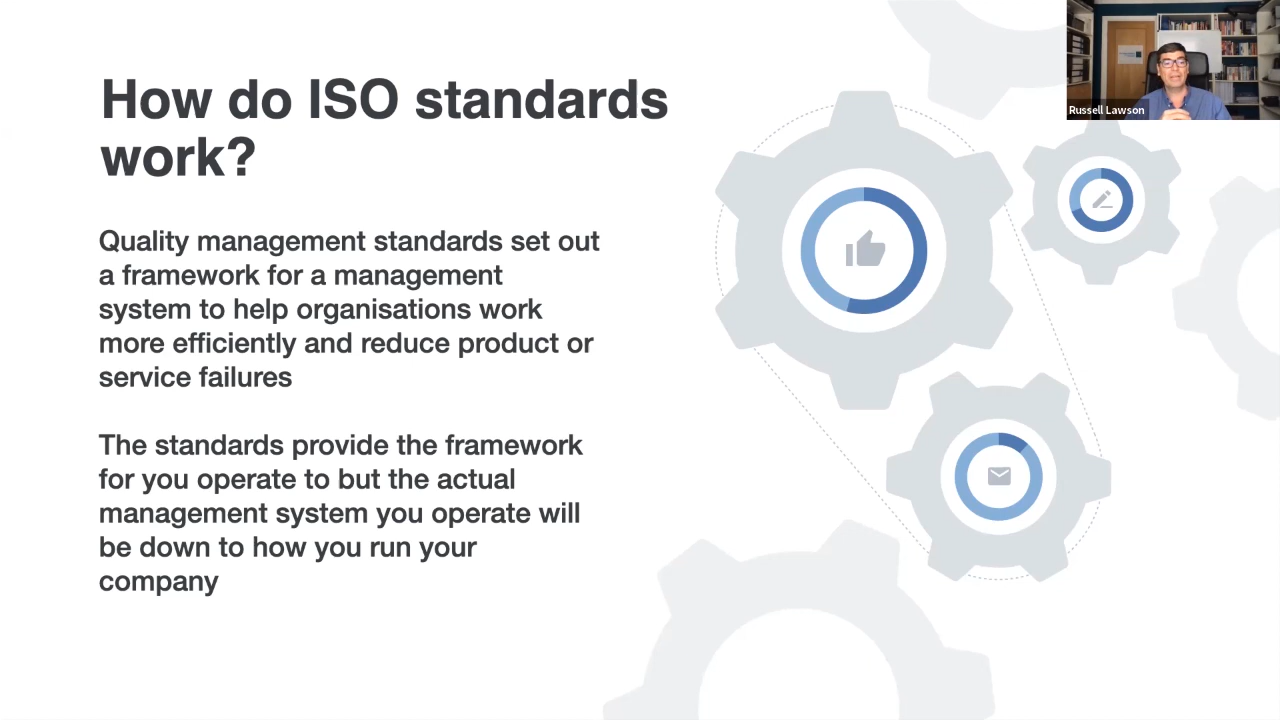 How do ISO standards
work?
Quality management standards set out
a framework for a management
system to help organisations work
more efficiently and reduce product or
service failures
The standards provide the framework
for you operate to but the actual
management system you operate will
be down to how you run your
company
Russell Lawson